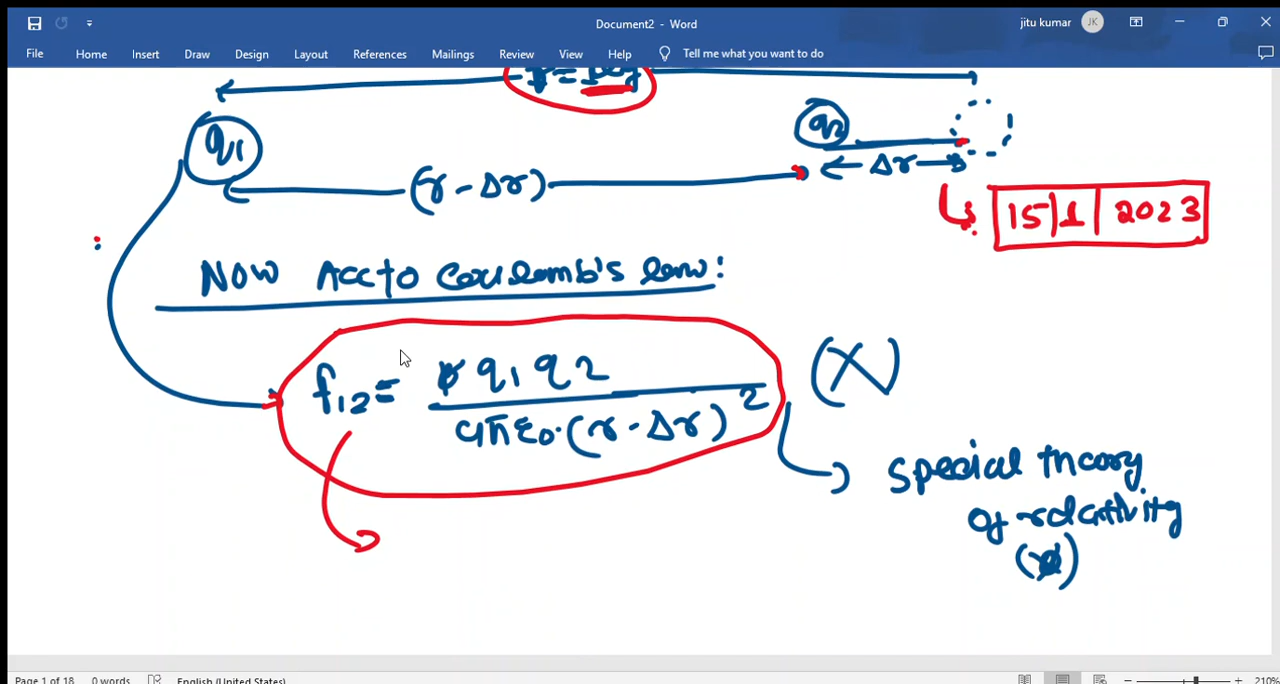 Document2 - Word
jitu kumar
JK
File Home Insert Draw Design Layout References Mailings Review View Help Tell me what you want to do
q1
q2
Δr
(r - Δr)
15 | 1 | 2023
Now Acc to Coulomb's law:
f12 = q1 q2
4πε0.(r - Δr)2
(X)
special theory
of relativity
Page 1 of 18 0 words English (United States) 210%